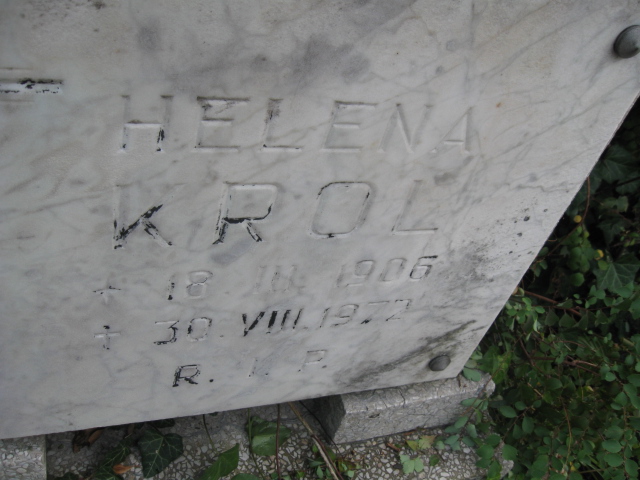 HELENA
KROL
* 18. III. 1906
+ 30. VIII. 1972
R. I. P.